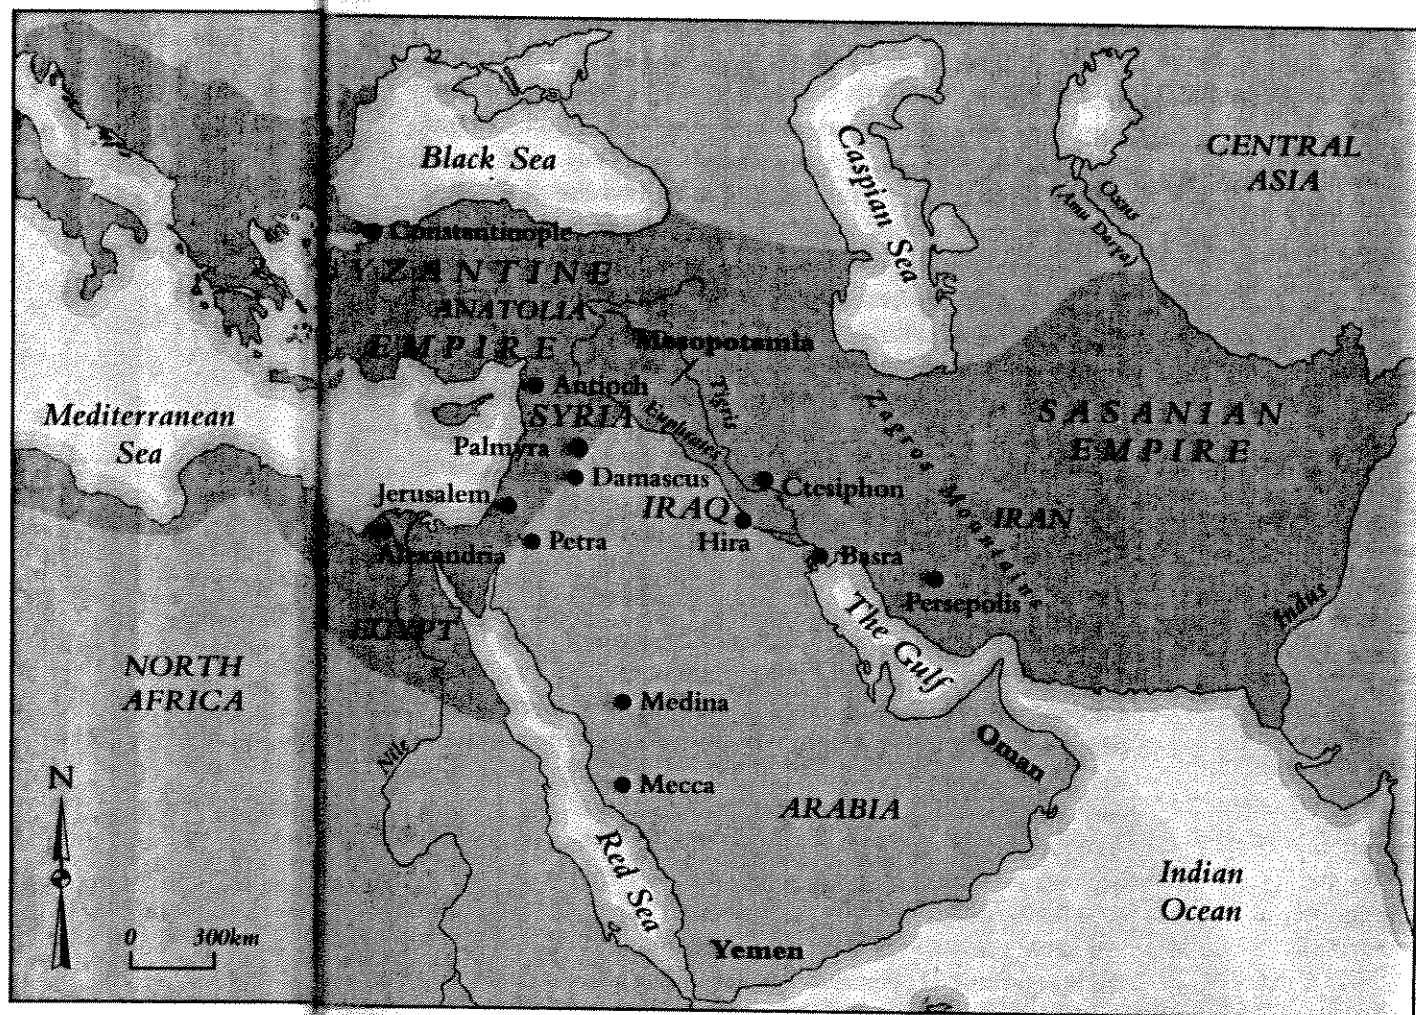 Black Sea
Caspian Sea
CENTRAL
ASIA
Oxus
(Amu Darya)
Constantinople
YZANTINE
ANATOLIA
EMPIRE
Mesopotamia
Tigris
Antioch
SYRIA
Euphrates
Zagros Mountains
SASANIAN
EMPIRE
Mediterranean
Sea
Palmyra
Damascus
Ctesiphon
Jerusalem
IRAQ
Hira
IRAN
Alexandria
Petra
Basra
Persepolis
Indus
EGYPT
The Gulf
NORTH
AFRICA
Medina
Nile
Oman
N
Mecca
ARABIA
Red Sea
Indian
Ocean
0 300km
Yemen